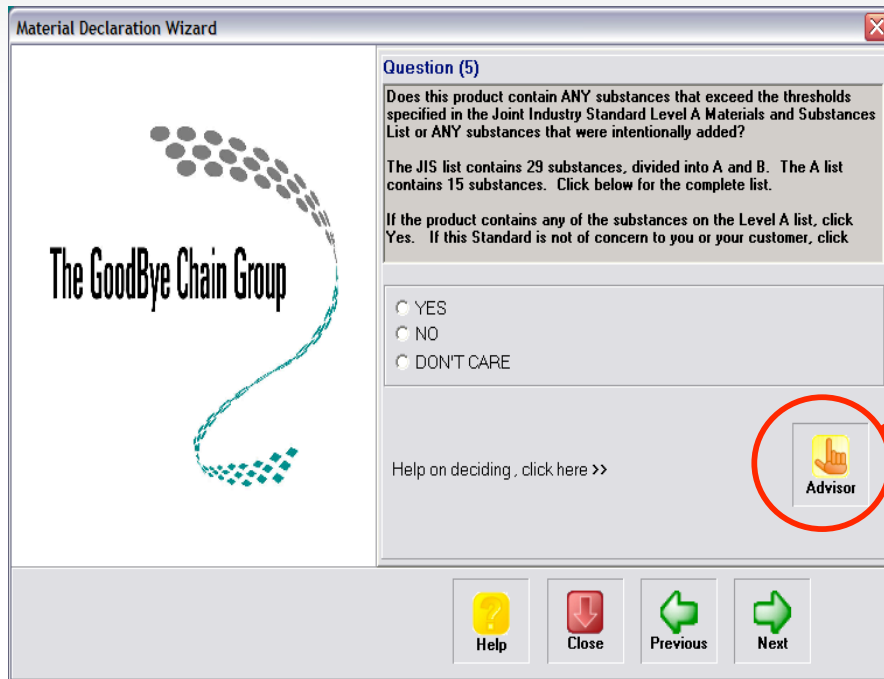 Material Declaration Wizard
Question (5)
Does this product contain ANY substances that exceed the thresholds
specified in the Joint Industry Standard Level A Materials and Substances
List or ANY substances that were intentionally added?
The JIS list contains 29 substances, divided into A and B.  The A list
contains 15 substances.  Click below for the complete list.
If the product contains any of the substances on the Level A list, click
Yes.   If this Standard is not of concern to you or your customer, click
The GoodBye Chain Group
YES
NO
DON'T CARE
Help on deciding , click here >>
Advisor
Help
Close
Previous
Next